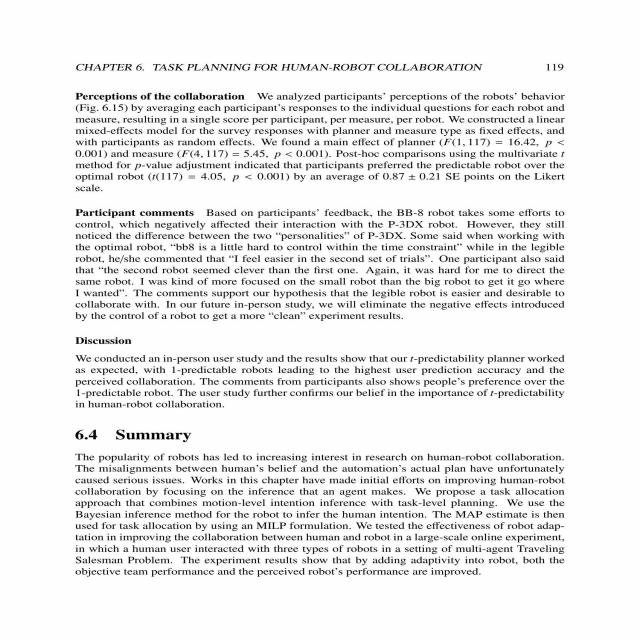 CHAPTER 6. TASK PLANNING FOR HUMAN-ROBOT COLLABORATION 119
Perceptions of the collaboration We analyzed participants' perceptions of the robots' behavior
(Fig. 6.15) by averaging each participant's responses to the individual questions for each robot and
measure, resulting in a single score per participant, per measure, per robot. We constructed a linear
mixed-effects model for the survey responses with planner and measure type as fixed effects, and
with participants as random effects. We found a main effect of planner (F(1, 117) = 16.42, p <
0.001) and measure (F(4, 117) = 5.45, p < 0.001). Post-hoc comparisons using the multivariate t
method for p-value adjustment indicated that participants preferred the predictable robot over the
optimal robot (t(117) = 4.05, p < 0.001) by an average of 0.87 ± 0.21 SE points on the Likert
scale.
Participant comments Based on participants' feedback, the BB-8 robot takes some efforts to
control, which negatively affected their interaction with the P-3DX robot. However, they still
noticed the difference between the two “personalities” of P-3DX. Some said when working with
the optimal robot, “bb8 is a little hard to control within the time constraint” while in the legible
robot, he/she commented that “I feel easier in the second set of trials”. One participant also said
that “the second robot seemed clever than the first one. Again, it was hard for me to direct the
same robot. I was kind of more focused on the small robot than the big robot to get it go where
I wanted”. The comments support our hypothesis that the legible robot is easier and desirable to
collaborate with. In our future in-person study, we will eliminate the negative effects introduced
by the control of a robot to get a more “clean” experiment results.
Discussion
We conducted an in-person user study and the results show that our t-predictability planner worked
as expected, with 1-predictable robots leading to the highest user prediction accuracy and the
perceived collaboration. The comments from participants also shows people's preference over the
1-predictable robot. The user study further confirms our belief in the importance of t-predictability
in human-robot collaboration.
6.4 Summary
The popularity of robots has led to increasing interest in research on human-robot collaboration.
The misalignments between human's belief and the automation's actual plan have unfortunately
caused serious issues. Works in this chapter have made initial efforts on improving human-robot
collaboration by focusing on the inference that an agent makes. We propose a task allocation
approach that combines motion-level intention inference with task-level planning. We use the
Bayesian inference method for the robot to infer the human intention. The MAP estimate is then
used for task allocation by using an MILP formulation. We tested the effectiveness of robot adap-
tation in improving the collaboration between human and robot in a large-scale online experiment,
in which a human user interacted with three types of robots in a setting of multi-agent Traveling
Salesman Problem. The experiment results show that by adding adaptivity into robot, both the
objective team performance and the perceived robot's performance are improved.